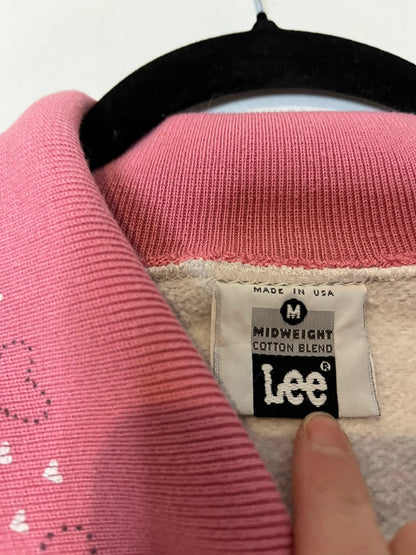 MADE IN USA
M
MIDWEIGHT
COTTON BLEND
Lee®